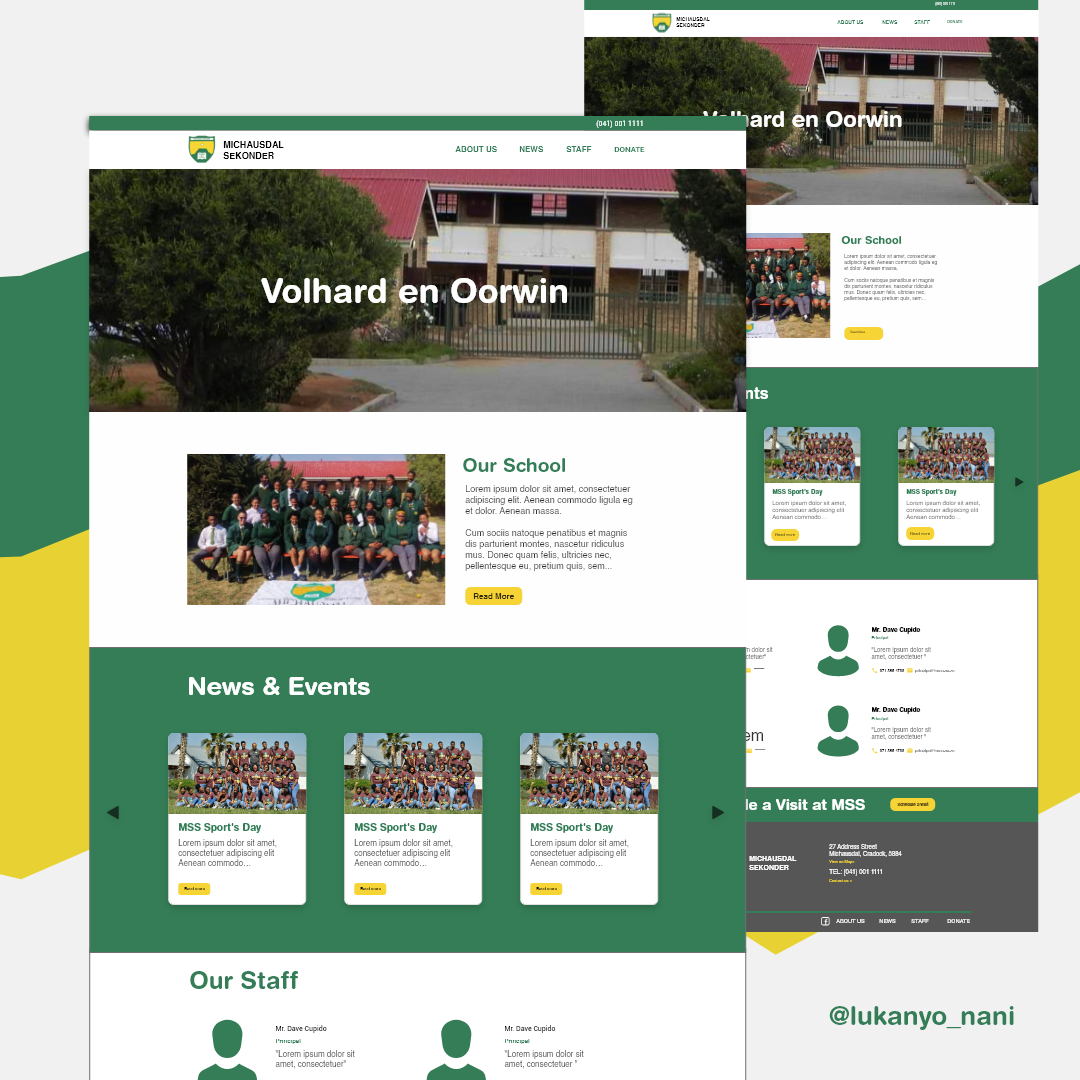 (041) 001 1111
MICHAUSDAL
SEKONDER
ABOUT US NEWS STAFF DONATE
Volhard en Oorwin
Our School
Lorem ipsum dolor sit amet, consectetuer
adipiscing elit. Aenean commodo ligula eg
et dolor. Aenean massa.
Cum sociis natoque penatibus et magnis
dis parturient montes, nascetur ridiculus
mus. Donec quam felis, ultricies nec,
pellentesque eu, pretium quis, sem...
Read More
News & Events
MSS Sport's Day
Lorem ipsum dolor sit amet,
consectetuer adipiscing elit
Aenean commodo...
Read more
MSS Sport's Day
Lorem ipsum dolor sit amet,
consectetuer adipiscing elit
Aenean commodo...
Read more
MSS Sport's Day
Lorem ipsum dolor sit amet,
consectetuer adipiscing elit
Aenean commodo...
Read more
Our Staff
Mr. Dave Cupido
Principal
"Lorem ipsum dolor sit
amet, consectetuer"
Mr. Dave Cupido
Principal
"Lorem ipsum dolor sit
amet, consectetuer "
MICHAUSDAL
SEKONDER
ABOUT US NEWS STAFF DONATE
Volhard en Oorwin
Our School
Lorem ipsum dolor sit amet, consectetuer
adipiscing elit. Aenean commodo ligula eg
et dolor. Aenean massa.
Cum sociis natoque penatibus et magnis
dis parturient montes, nascetur ridiculus
mus. Donec quam felis, ultricies nec,
pellentesque eu, pretium quis, sem...
nts
MSS Sport's Day
Lorem ipsum dolor sit amet,
consectetuer adipiscing elit
Aenean commodo...
Read more
MSS Sport's Day
Lorem ipsum dolor sit amet,
consectetuer adipiscing elit
Aenean commodo...
Read more
Mr. Dave Cupido
Principal
"Lorem ipsum dolor sit
amet, consectetuer "
Mr. Dave Cupido
Principal
"Lorem ipsum dolor sit
amet, consectetuer "
em
le a Visit at MSS
MICHAUSDAL
SEKONDER
27 Address Street
Michausdal, Cradock, 5884
View on Maps
TEL: (041) 001 1111
ABOUT US NEWS STAFF DONATE
@lukanyo_nani